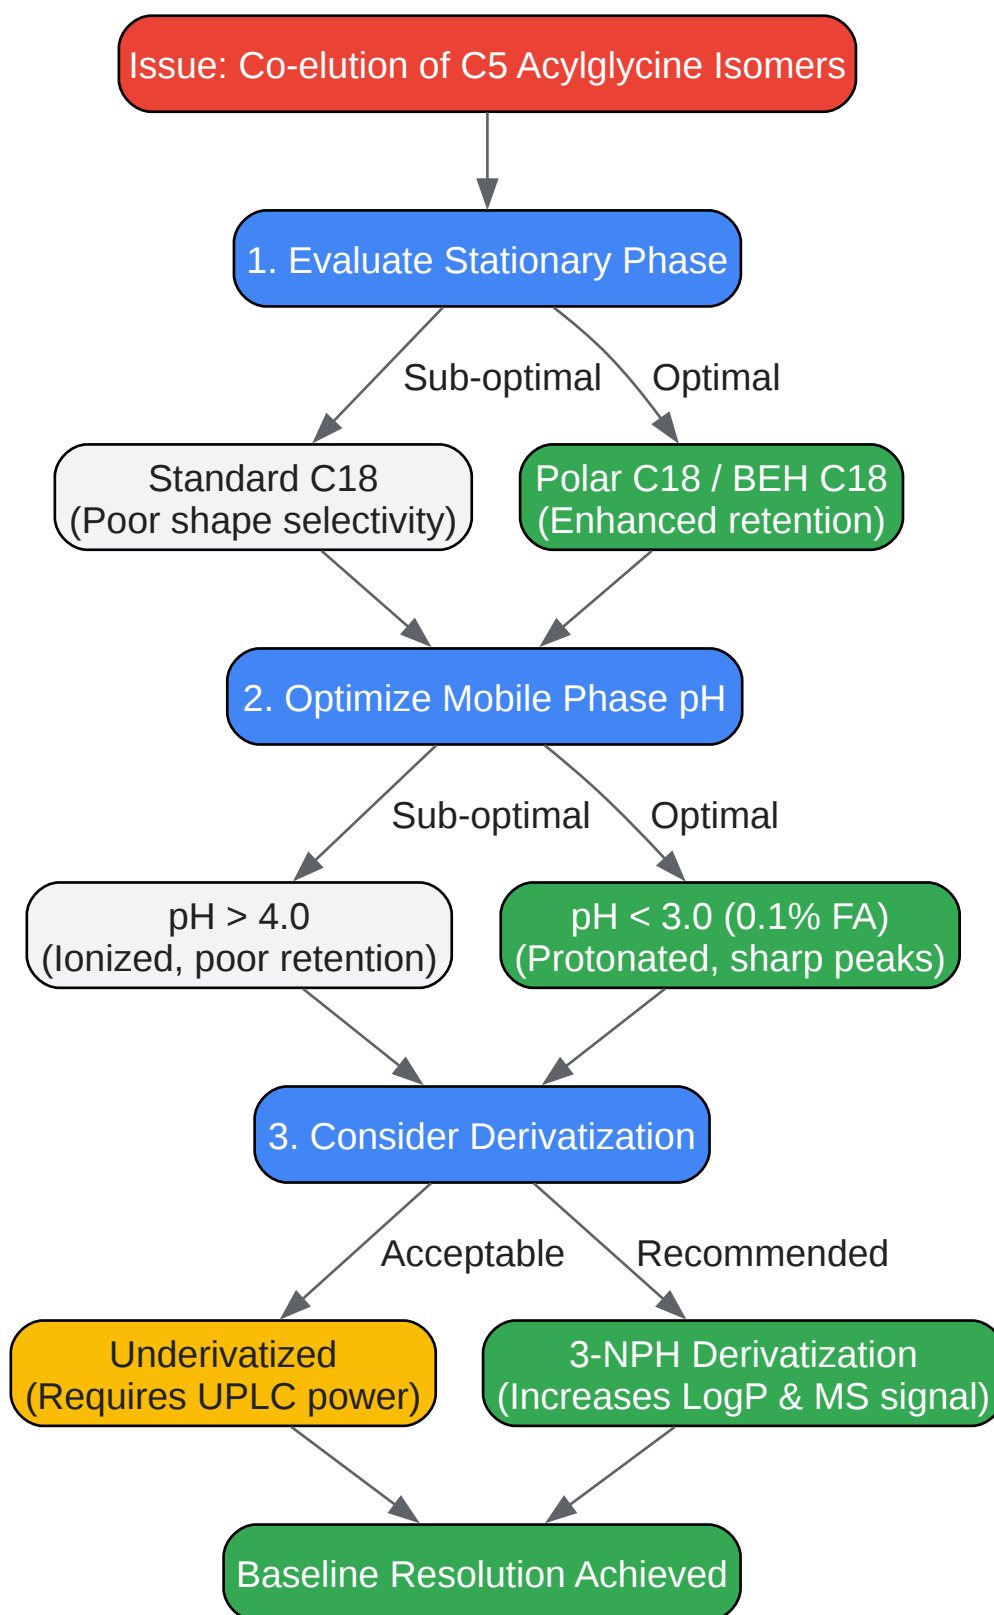 Issue: Co-elution of C5 Acylglycine Isomers
1. Evaluate Stationary Phase
Sub-optimal
Optimal
Standard C18
(Poor shape selectivity)
Polar C18 / BEH C18
(Enhanced retention)
2. Optimize Mobile Phase pH
Sub-optimal
Optimal
pH > 4.0
(Ionized, poor retention)
pH < 3.0 (0.1% FA)
(Protonated, sharp peaks)
3. Consider Derivatization
Acceptable
Recommended
Underivatized
(Requires UPLC power)
3-NPH Derivatization
(Increases LogP & MS signal)
Baseline Resolution Achieved